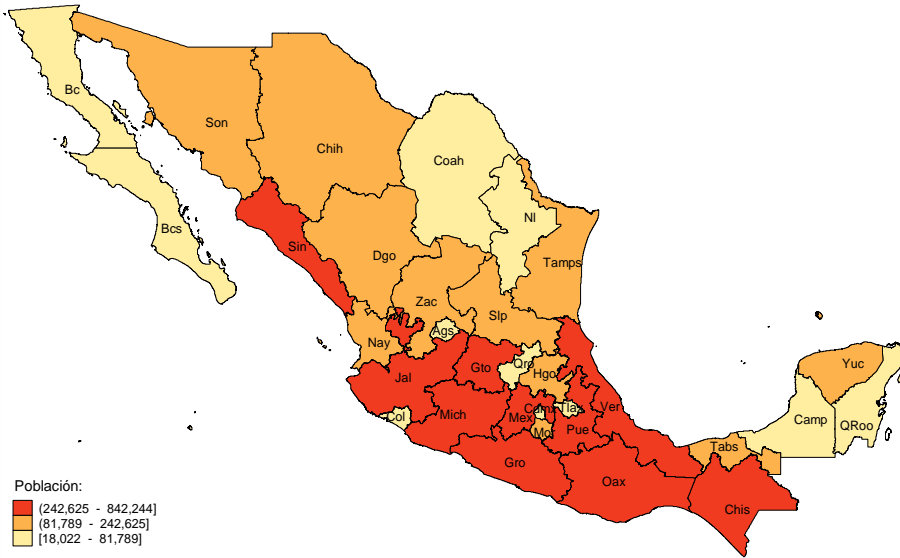 Bc
Son
Chih
Coah
Nl
Bcs
Sin
Dgo
Tamps
Zac
Slp
Nay
Ags
Jal
Gto
Qro
Hgo
Yuc
Col
Mich
Mex
Cdmx
Tlax
Ver
Camp
QRoo
Mor
Pue
Tabs
Gro
Oax
Chis
Población:
(242,625 - 842,244]
(81,789 - 242,625]
[18,022 - 81,789]